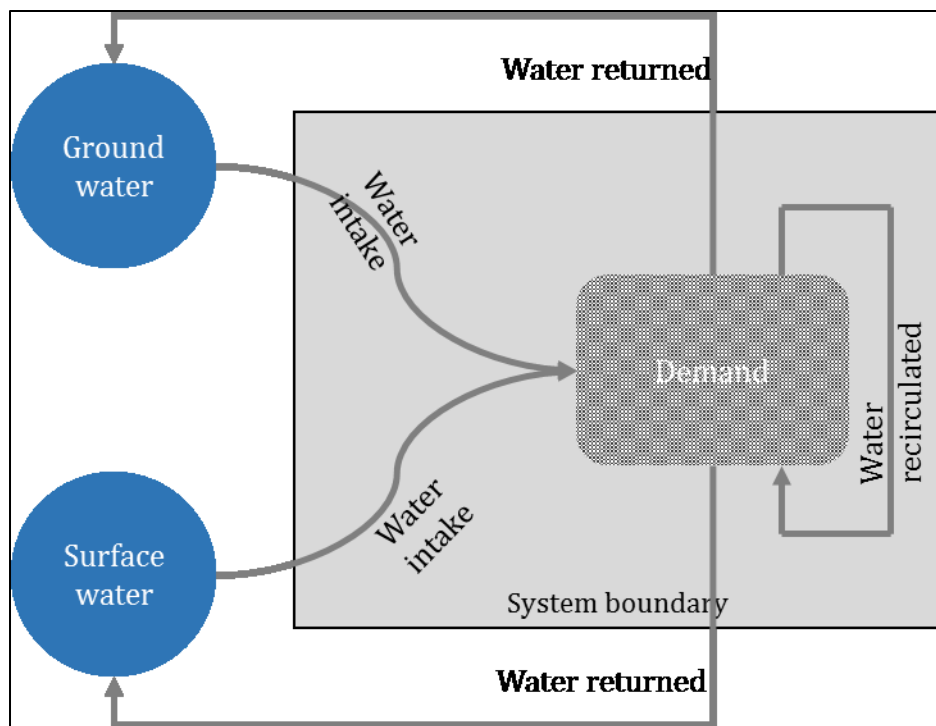 Water returned
Ground
water
Water
intake
Demand
Water
recirculated
Water
intake
Surface
water
System boundary
Water returned